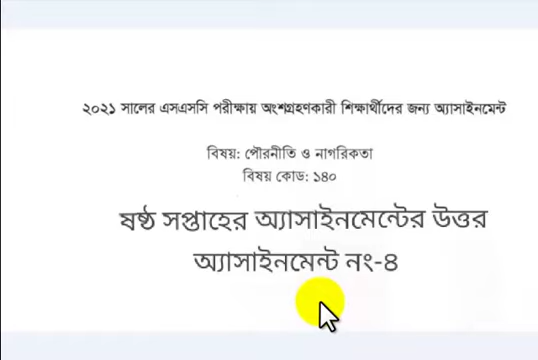 ২০২১ সালের এসএসসি পরীক্ষায় অংশগ্রহণকারী শিক্ষার্থীদের জন্য অ্যাসাইনমেন্ট
বিষয়: পৌরনীতি ও নাগরিকতা
বিষয় কোড: ১৪০
ষষ্ঠ সপ্তাহের অ্যাসাইনমেন্টের উত্তর
অ্যাসাইনমেন্ট নং-৪